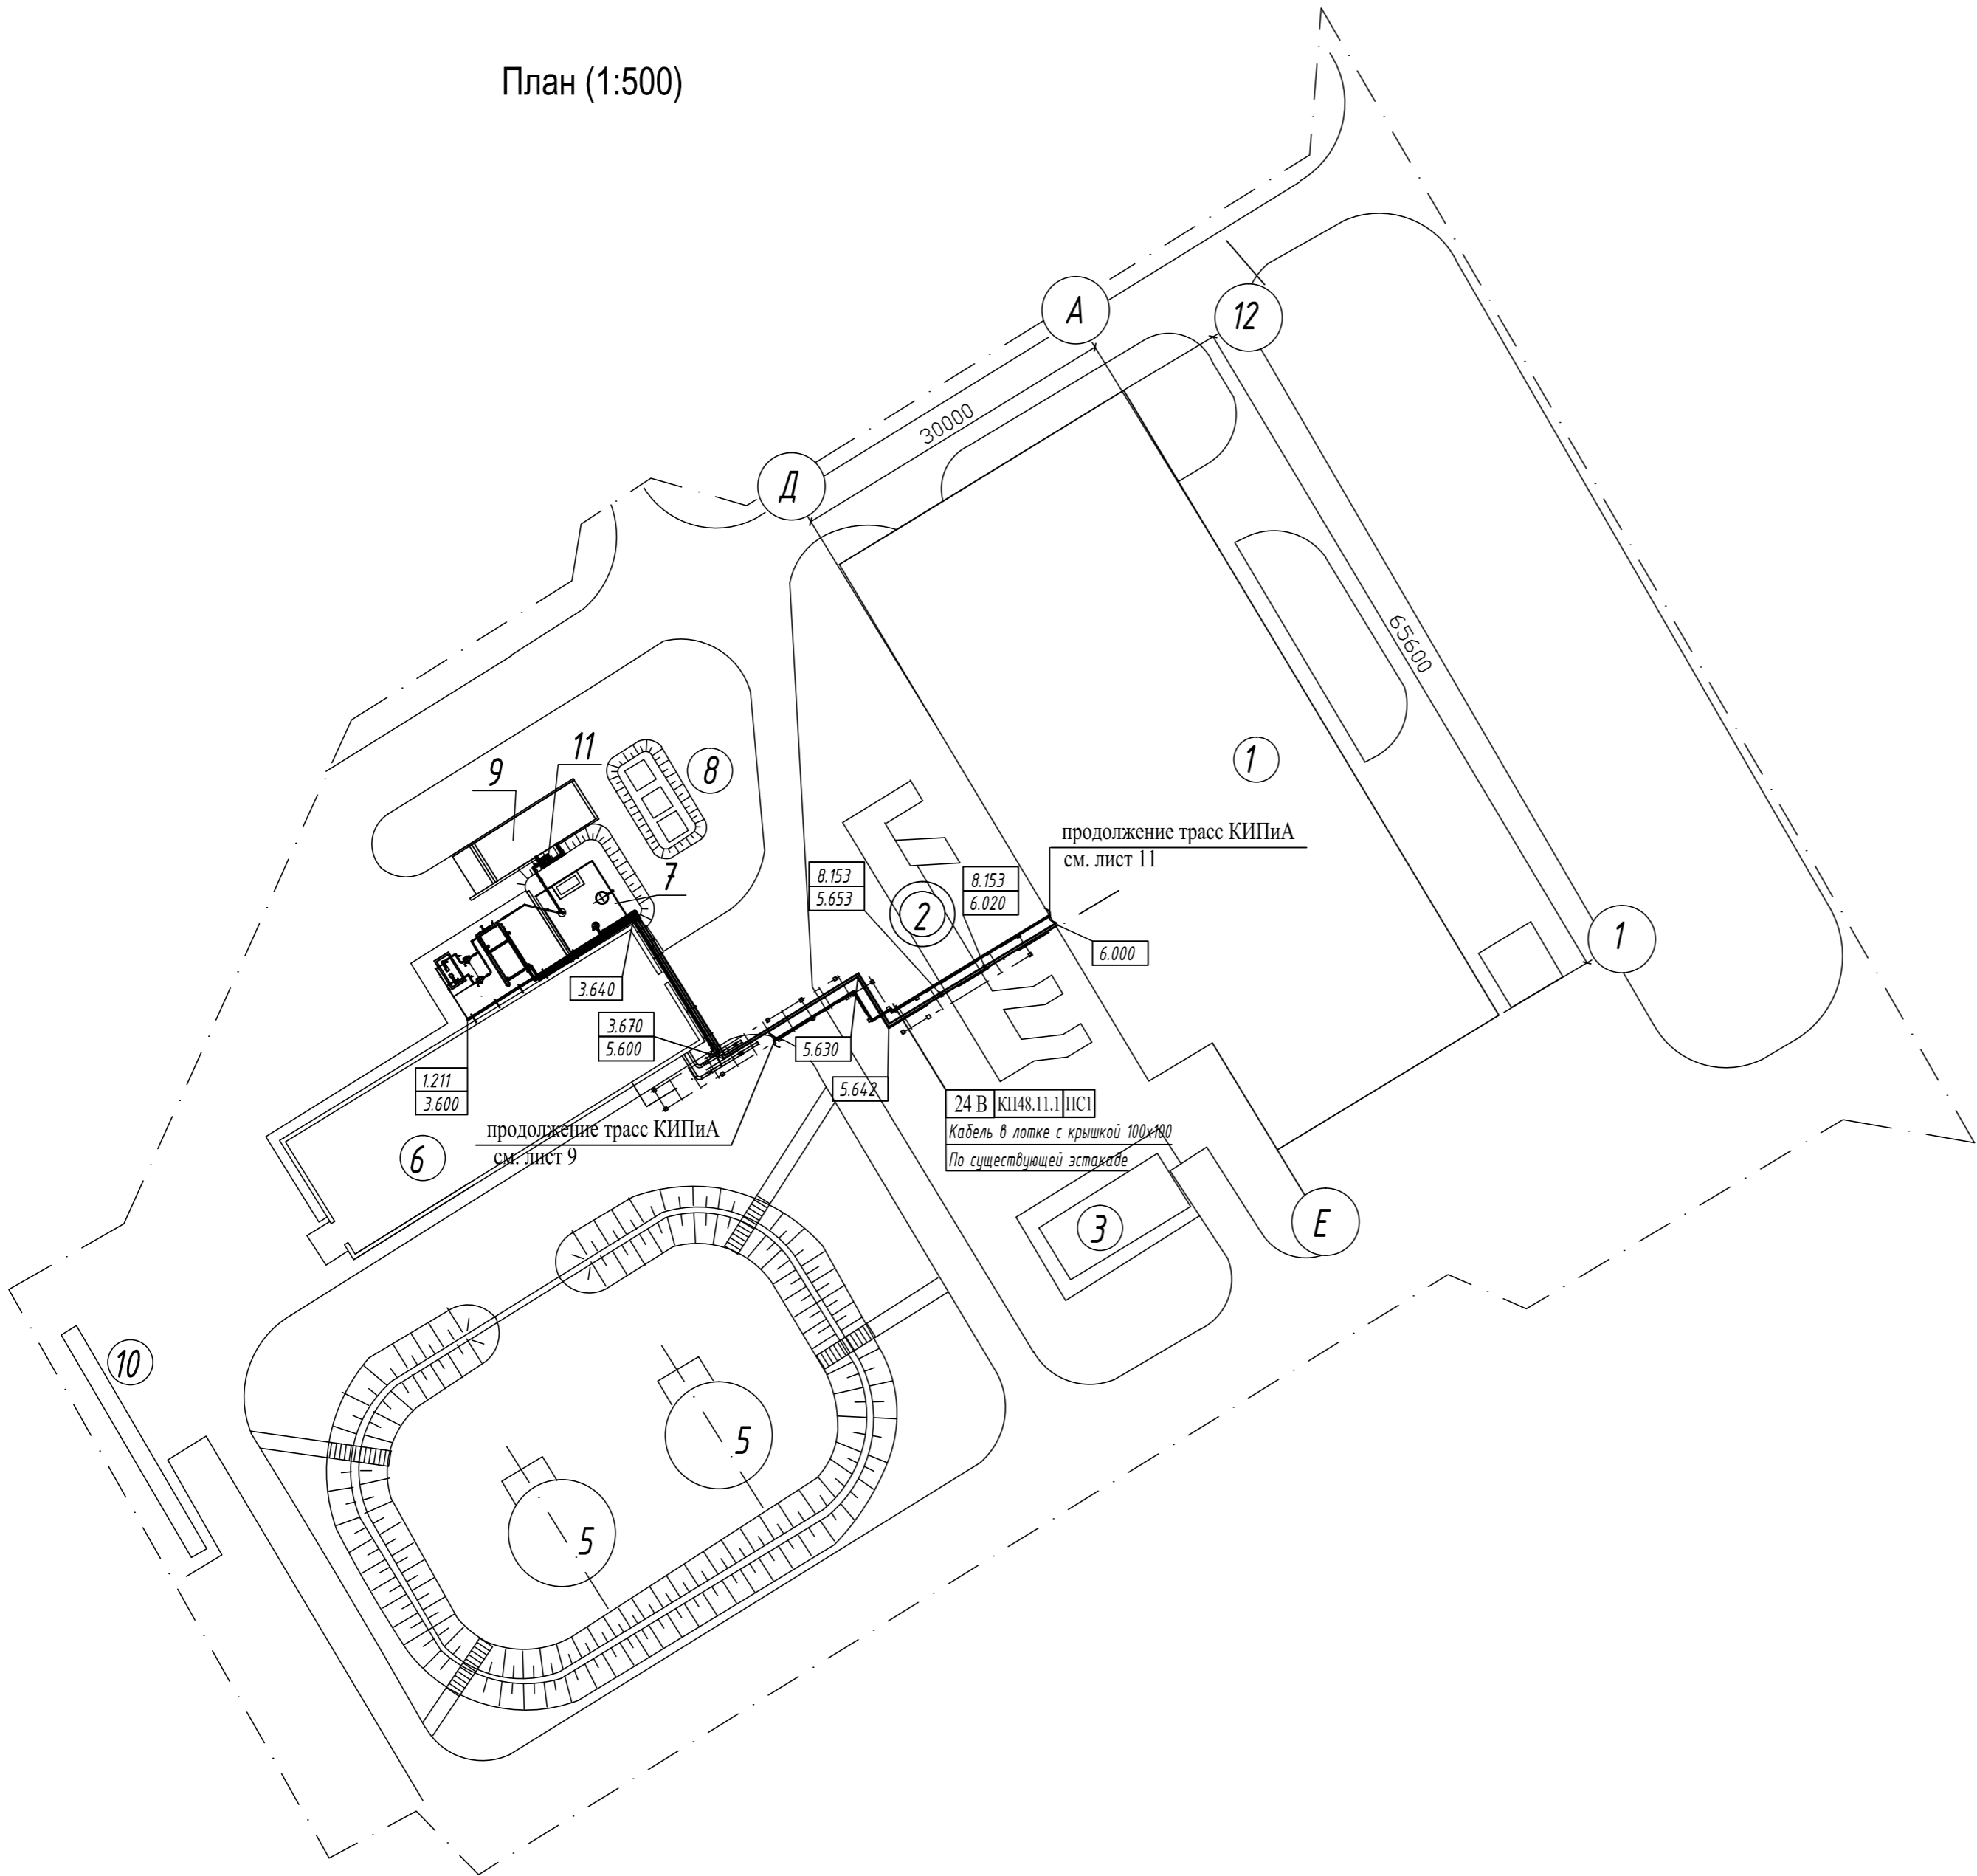 План (1:500)
А
12
30000
Д
65600
11
9
8
1
7
продолжение трасс КИПиА
см. лист 11
8.153
5.653
8.153
6.020
2
1
6.000
3.640
3.670
5.600
5.630
5.642
1.211
3.600
24 В КП48.11.1 ПС1
Кабель в лотке с крышкой 100х100
По существующей эстакаде
продолжение трасс КИПиА
см. лист 9
6
3
Е
10
5
5